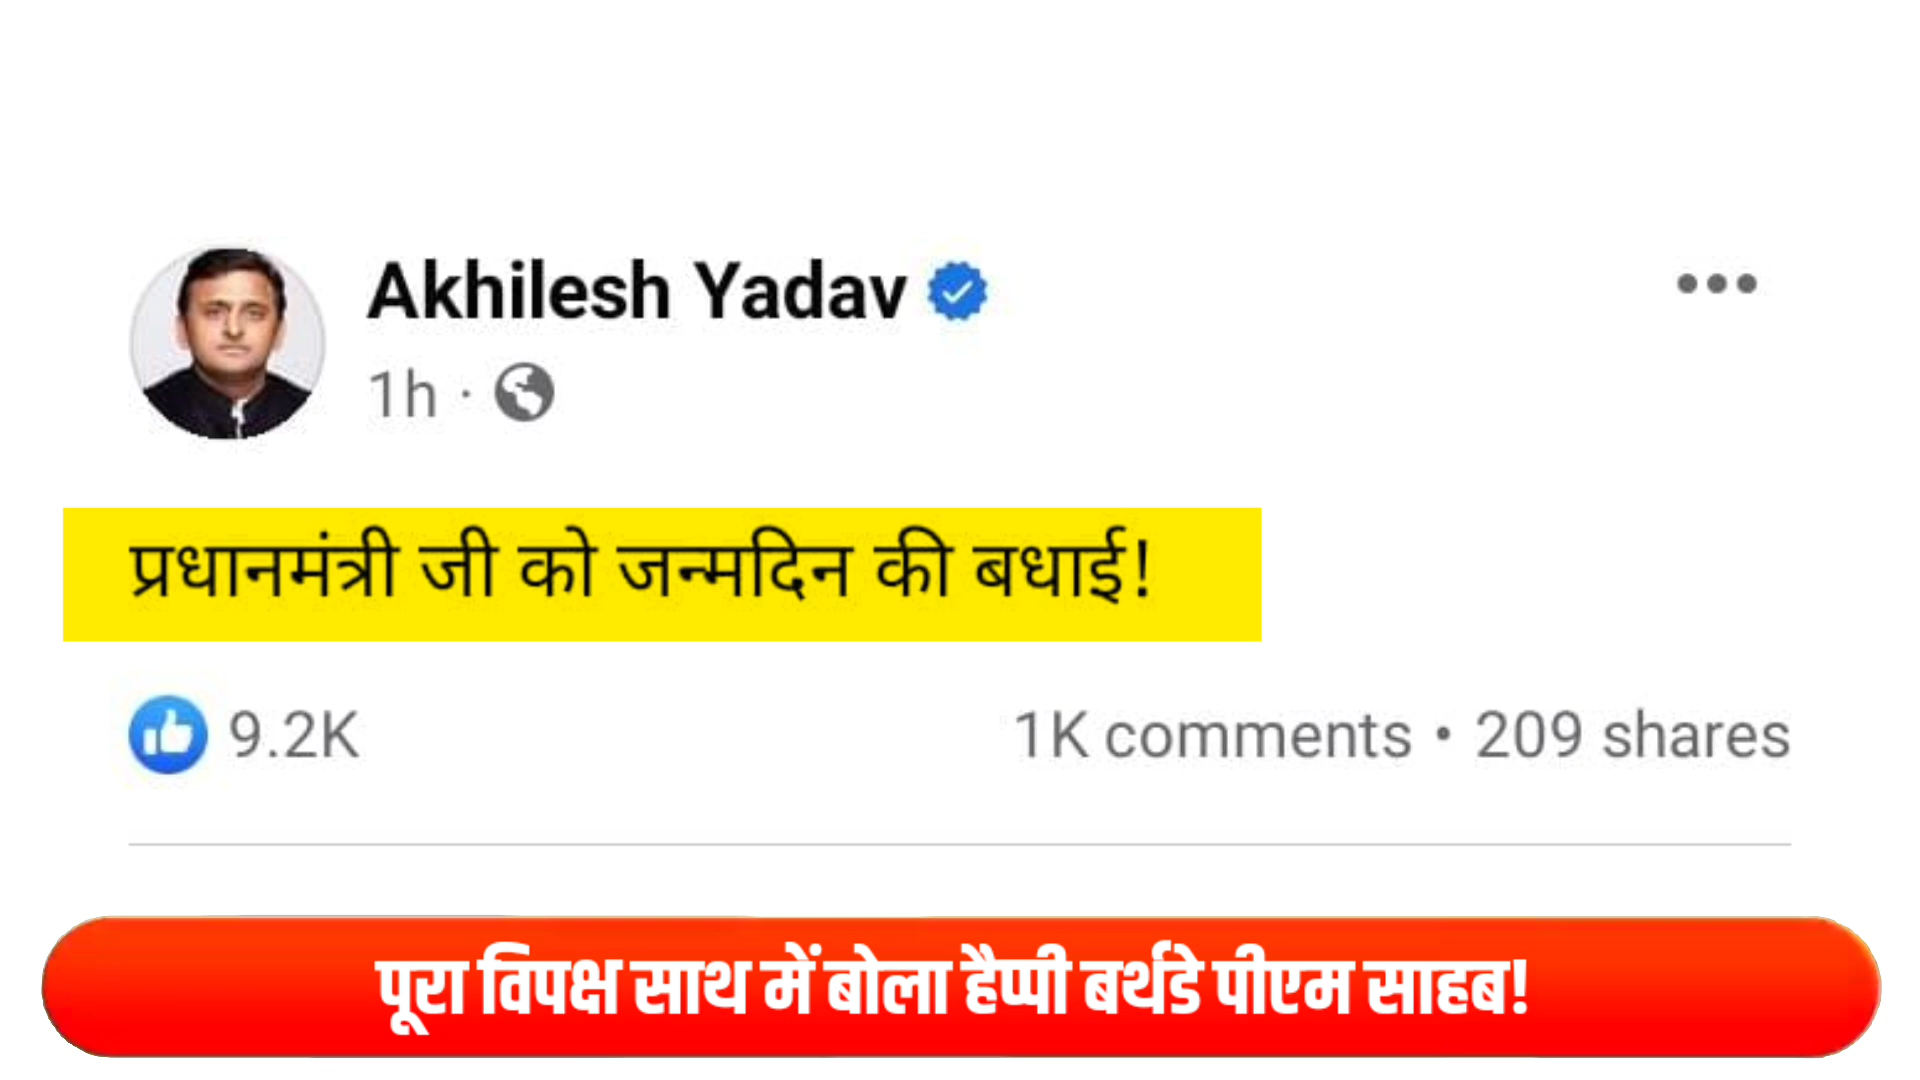 Akhilesh Yadav
1h ·
प्रधानमंत्री जी को जन्मदिन की बधाई!
9.2K
1K comments • 209 shares
पूरा विपक्ष साथ में बोला हैप्पी बर्थडे पीएम साहब!